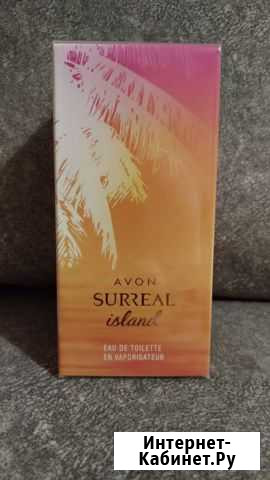 AVON
SURREAL
island
EAU DE TOILETTE
EN VAPORISATEUR
Интернет-
Кабинет.Ру